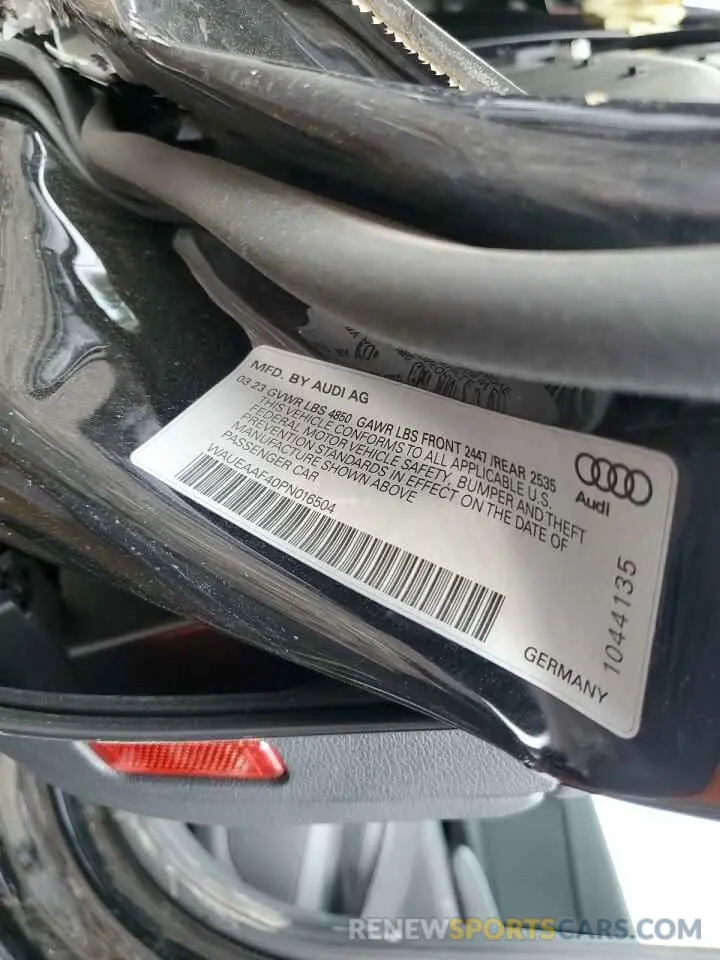 MFD. BY AUDI AG
03 23 GVWR LBS 4850 GAWR LBS FRONT 2447 /REAR 2535
THIS VEHICLE CONFORMS TO ALL APPLICABLE U.S.
FEDERAL MOTOR VEHICLE SAFETY, BUMPER AND THEFT
PREVENTION STANDARDS IN EFFECT ON THE DATE OF
MANUFACTURE SHOWN ABOVE
PASSENGER CAR
WAUEAAF40PN016504
Audi
GERMANY
1044135
RENEWSPORTSCARS.COM